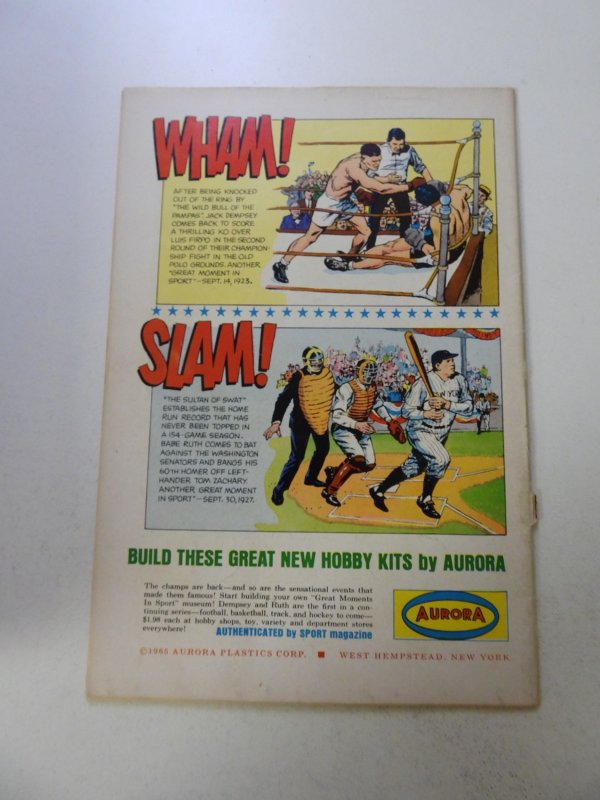 WHAM!
AFTER BEING KNOCKED
OUT OF THE RING BY
"THE WILD BULL OF THE
PAMPAS" JACK DEMPSEY
COMES BACK TO SCORE
A THRILLING KO OVER
LUIS FIRPO IN THE SECOND
ROUND OF THEIR CHAMPION-
SHIP FIGHT IN THE OLD
POLO GROUNDS. ANOTHER
"GREAT MOMENT IN
SPORT"—SEPT. 14, 1923.
SLAM!
"THE SULTAN OF SWAT"
ESTABLISHES THE HOME
RUN RECORD THAT HAS
NEVER BEEN TOPPED IN
A 154-GAME SEASON.
BABE RUTH COMES TO BAT
AGAINST THE WASHINGTON
SENATORS AND BANGS HIS
60TH HOMER OFF LEFT-
HANDER TOM ZACHARY.
ANOTHER GREAT MOMENT
IN SPORT"—SEPT. 30, 1927.
BUILD THESE GREAT NEW HOBBY KITS by AURORA
The champs are back—and so are the sensational events that
made them famous! Start building your own "Great Moments
In Sport" museum! Dempsey and Ruth are the first in a con-
tinuing series—football, basketball, track, and hockey to come—
$1.98 each at hobby shops, toy, variety and department stores
everywhere!
AUTHENTICATED by SPORT magazine
AURORA
©1965 AURORA PLASTICS CORP. ■ WEST HEMPSTEAD, NEW YORK